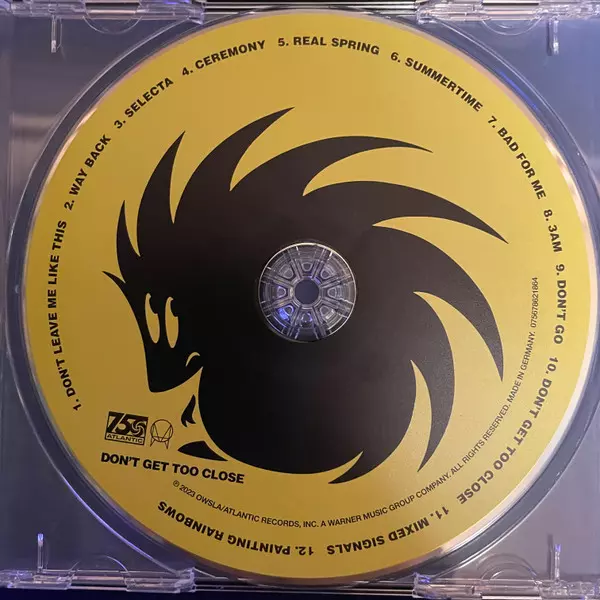 1. DON'T LEAVE ME LIKE THIS 2. WAY BACK 3. SELECTA 4. CEREMONY 5. REAL SPRING 6. SUMMERTIME 7. BAD FOR ME 8. 3AM 9. DON'T GO 10. DON'T GET TOO CLOSE 11. MIXED SIGNALS 12. PAINTING RAINBOWS
75
ATLANTIC
DON'T GET TOO CLOSE
℗ 2023 OWSLA/ATLANTIC RECORDS, INC. A WARNER MUSIC GROUP COMPANY. ALL RIGHTS RESERVED. MADE IN GERMANY. 075678621864